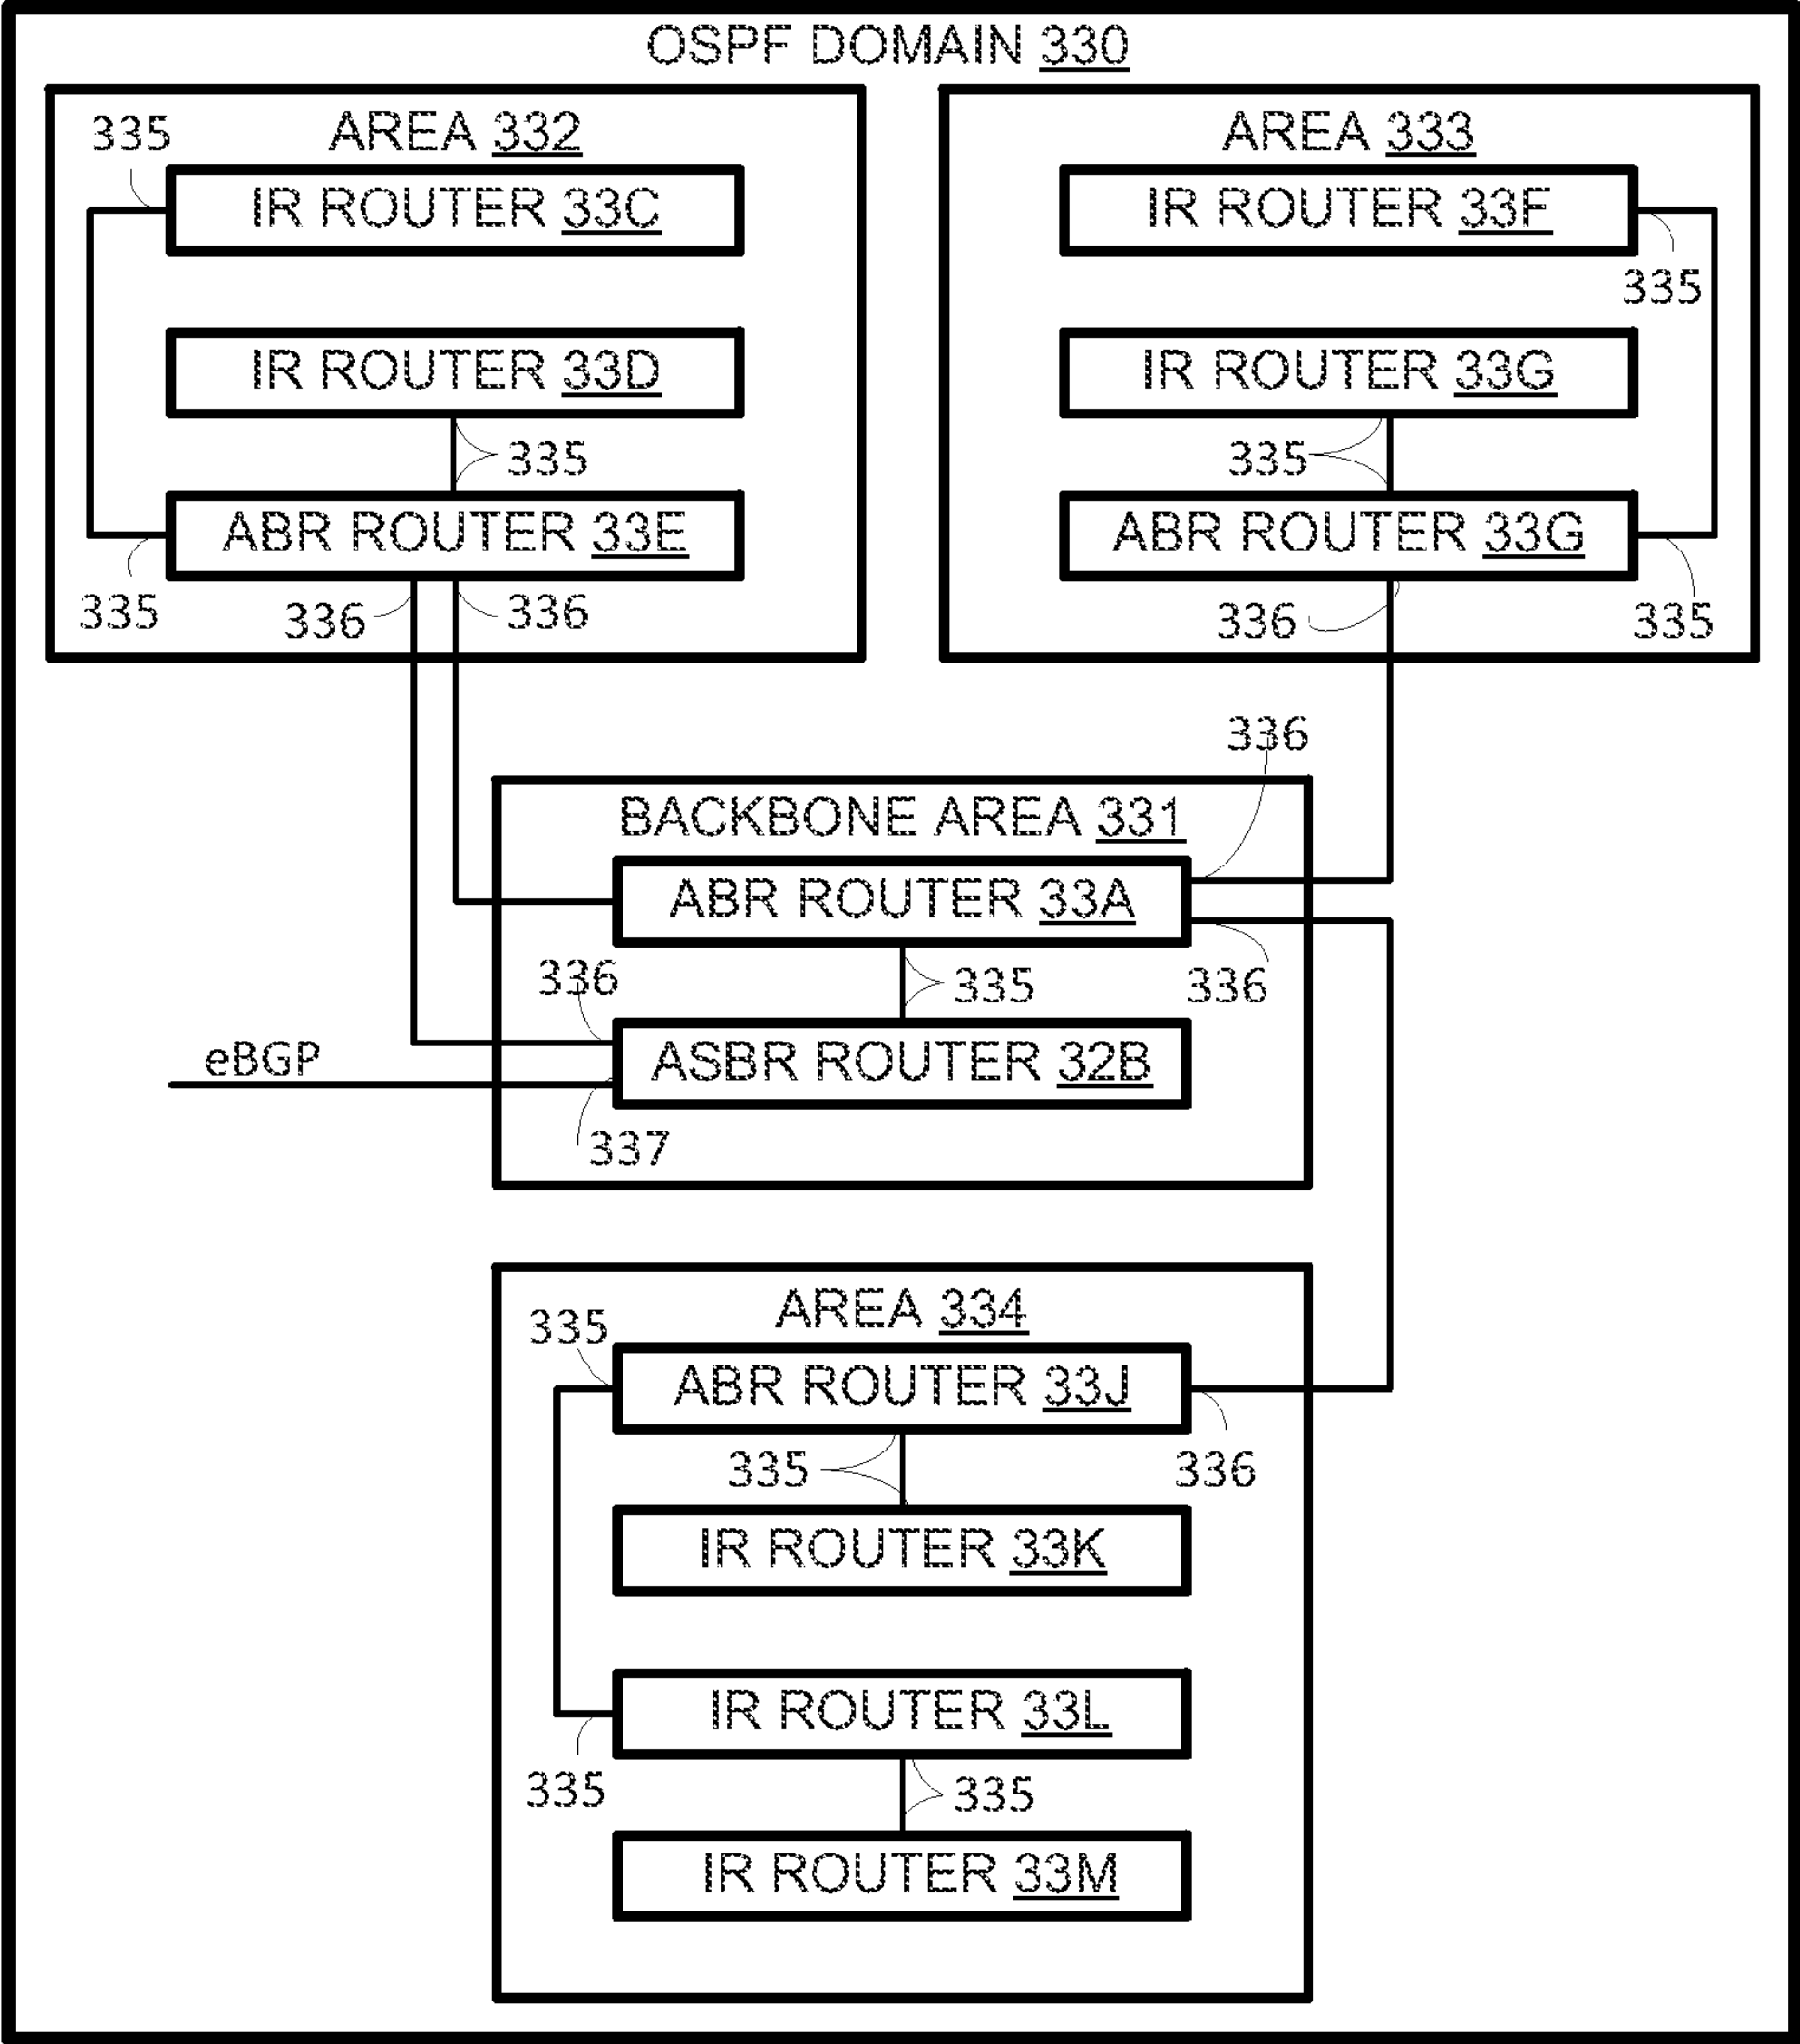 OSPF DOMAIN 330
AREA 332
335
IR ROUTER 33C
IR ROUTER 33D
335
ABR ROUTER 33E
335
336
336
AREA 333
IR ROUTER 33F
335
IR ROUTER 33G
335
ABR ROUTER 33G
336
335
336
BACKBONE AREA 331
ABR ROUTER 33A
336
335
336
eBGP
ASBR ROUTER 32B
337
AREA 334
335
ABR ROUTER 33J
335
336
IR ROUTER 33K
IR ROUTER 33L
335
335
IR ROUTER 33M